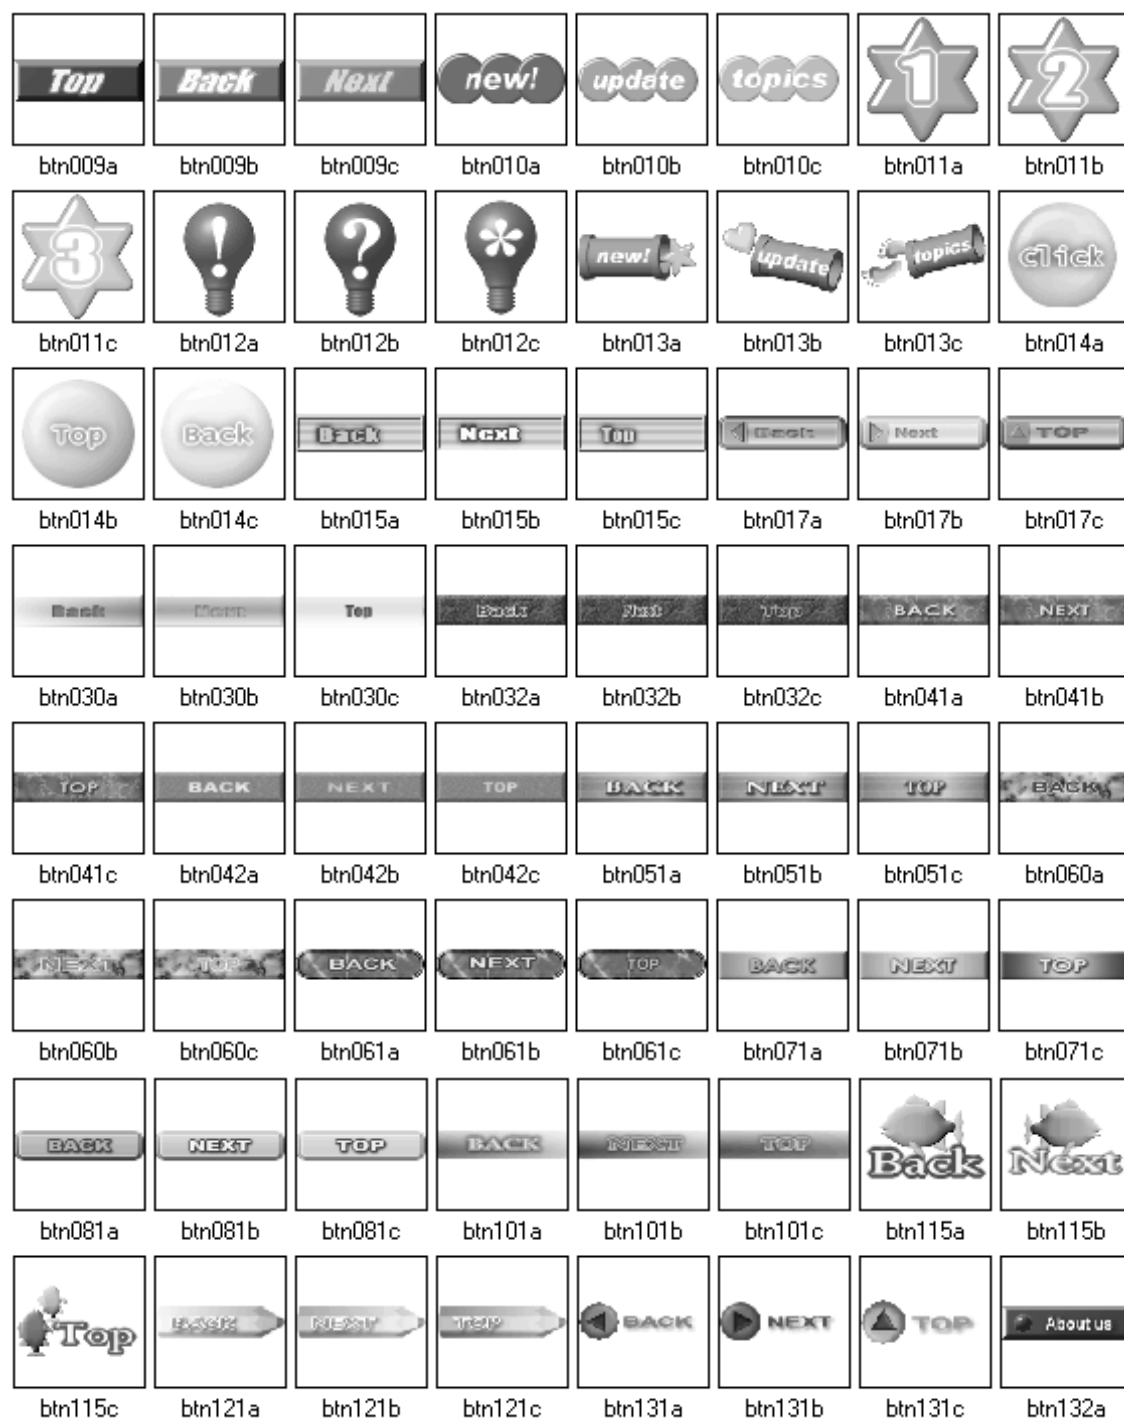 Top Back Next new! update topics 1 2
btn009a btn009b btn009c btn010a btn010b btn010c btn011a btn011b
3 ! ? * new! update topics click
btn011c btn012a btn012b btn012c btn013a btn013b btn013c btn014a
Top Back Back Next Top Back Next TOP
btn014b btn014c btn015a btn015b btn015c btn017a btn017b btn017c
Back Next Top Back Next Top BACK NEXT
btn030a btn030b btn030c btn032a btn032b btn032c btn041a btn041b
TOP BACK NEXT TOP BACK NEXT TOP BACK
btn041c btn042a btn042b btn042c btn051a btn051b btn051c btn060a
NEXT TOP BACK NEXT TOP BACK NEXT TOP
btn060b btn060c btn061a btn061b btn061c btn071a btn071b btn071c
BACK NEXT TOP BACK NEXT TOP Back Next
btn081a btn081b btn081c btn101a btn101b btn101c btn115a btn115b
Top BACK NEXT TOP BACK NEXT TOP About us
btn115c btn121a btn121b btn121c btn131a btn131b btn131c btn132a